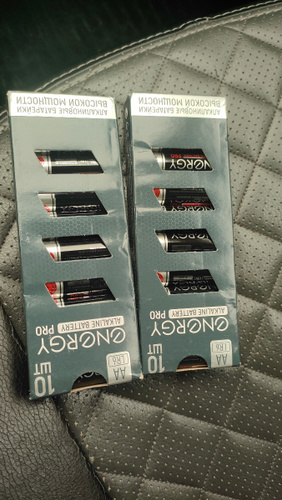 AA
LR6
10
ШТ
ENERGY
ALKALINE BATTERY PRO
АЛКАЛИНОВЫЕ БАТАРЕЙКИ
ВЫСОКОЙ МОЩНОСТИ
AA
LR6
10
ШТ
ENERGY
ALKALINE BATTERY PRO
АЛКАЛИНОВЫЕ БАТАРЕЙКИ
ВЫСОКОЙ МОЩНОСТИ